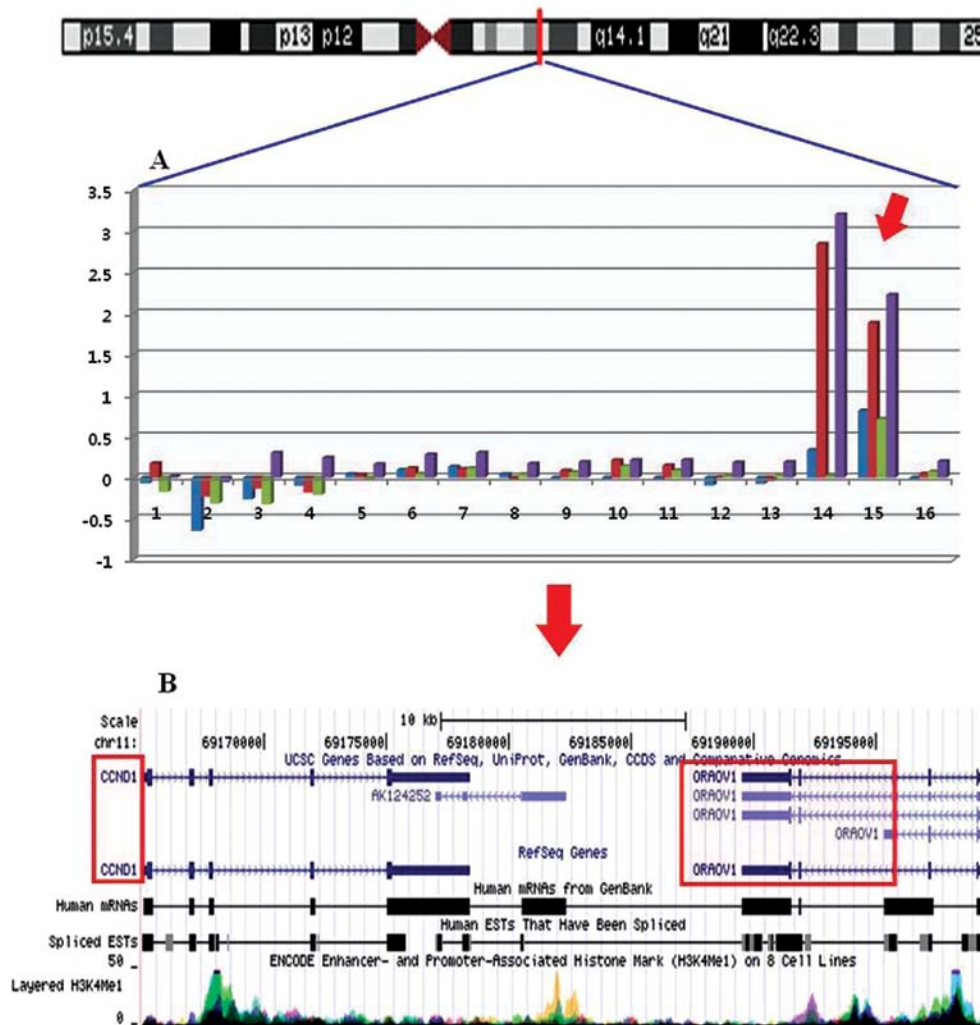 p15.4 p13 p12 q14.1 q21 q22.3 25
A
3.5
3
2.5
2
1.5
1
0.5
0
-0.5
-1
1 2 3 4 5 6 7 8 9 10 11 12 13 14 15 16
B
Scale 10 kb
chr11: 69170000 69175000 69180000 69185000 69190000 69195000
UCSC Genes Based on RefSeq, UniProt, GenBank, CCDS and Comparative Genomics
CCND1 ORAOV1
AK124252 ORAOV1
ORAOV1
ORAOV1
RefSeq Genes
CCND1 ORAOV1
Human mRNAs from GenBank
Human mRNAs
Human ESTs That Have Been Spliced
Spliced ESTs
50 ENCODE Enhancer- and Promoter-Associated Histone Mark (H3K4Me1) on 8 Cell Lines
Layered H3K4Me1
0